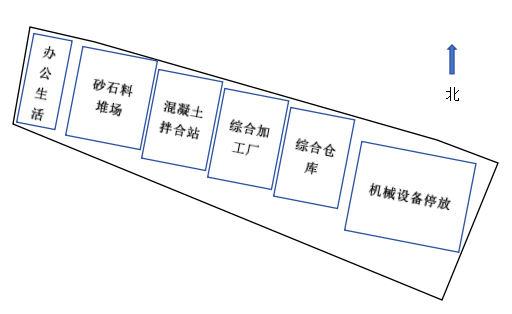 办
公
生
活
砂石料
堆场
混凝土
拌合站
综合加
工厂
综合仓
库
机械设备停放
北